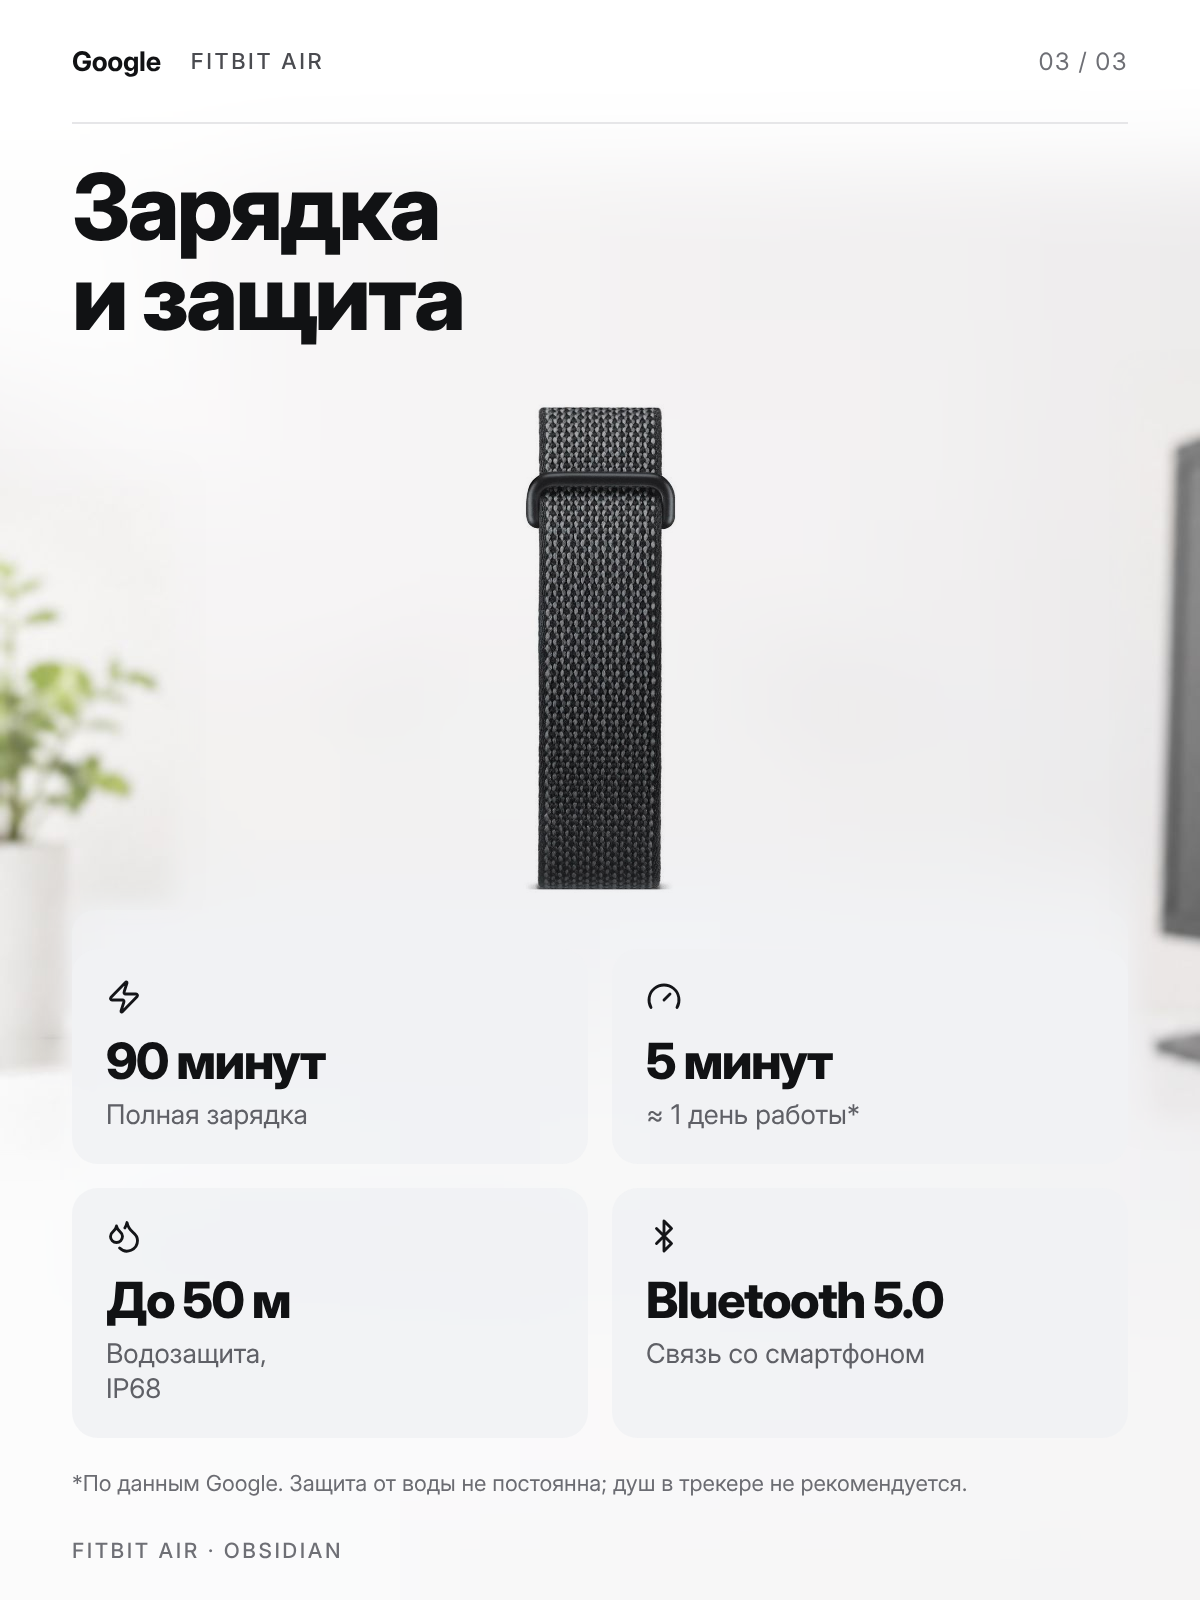 Google FITBIT AIR 03 / 03
Зарядка
и защита
90 минут
Полная зарядка
5 минут
≈ 1 день работы*
До 50 м
Водозащита,
IP68
Bluetooth 5.0
Связь со смартфоном
*По данным Google. Защита от воды не постоянна; душ в трекере не рекомендуется.
FITBIT AIR · OBSIDIAN